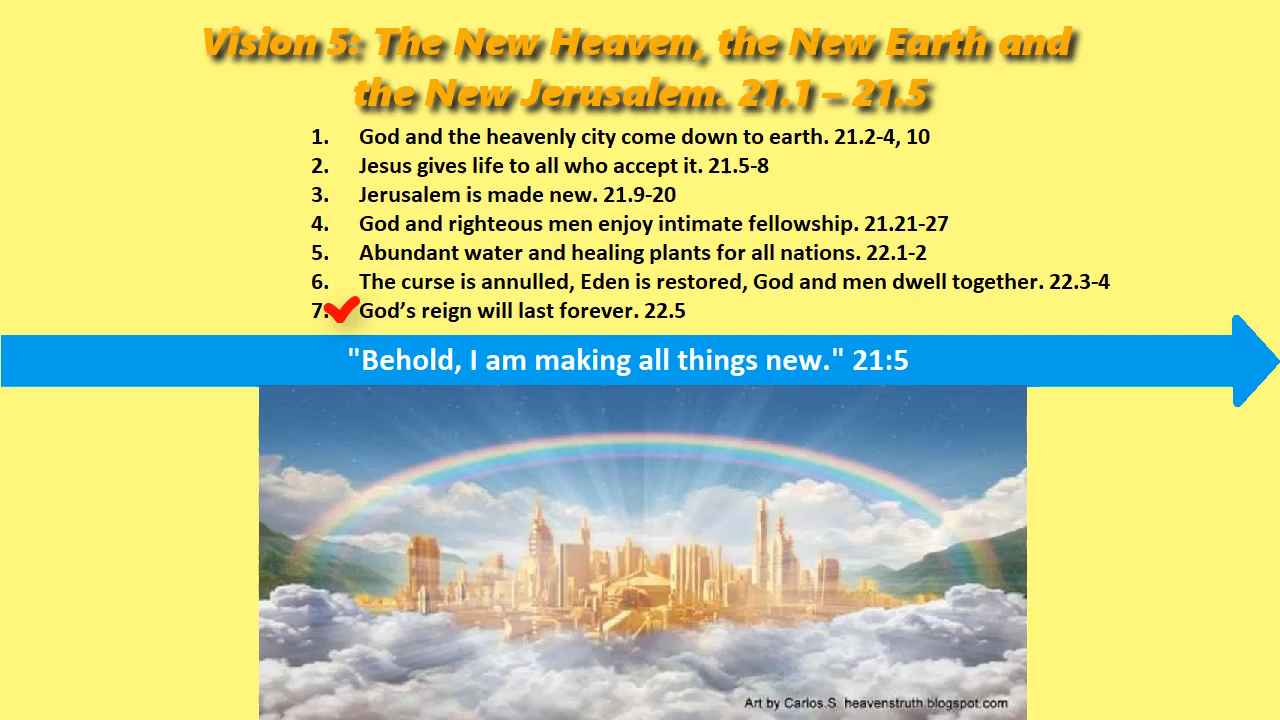 Vision 5: The New Heaven, the New Earth and
the New Jerusalem. 21.1 – 21.5
1. God and the heavenly city come down to earth. 21.2-4, 10
2. Jesus gives life to all who accept it. 21.5-8
3. Jerusalem is made new. 21.9-20
4. God and righteous men enjoy intimate fellowship. 21.21-27
5. Abundant water and healing plants for all nations. 22.1-2
6. The curse is annulled, Eden is restored, God and men dwell together. 22.3-4
7. God’s reign will last forever. 22.5
"Behold, I am making all things new." 21:5
Art by Carlos.S heavenstruth.blogspot.com